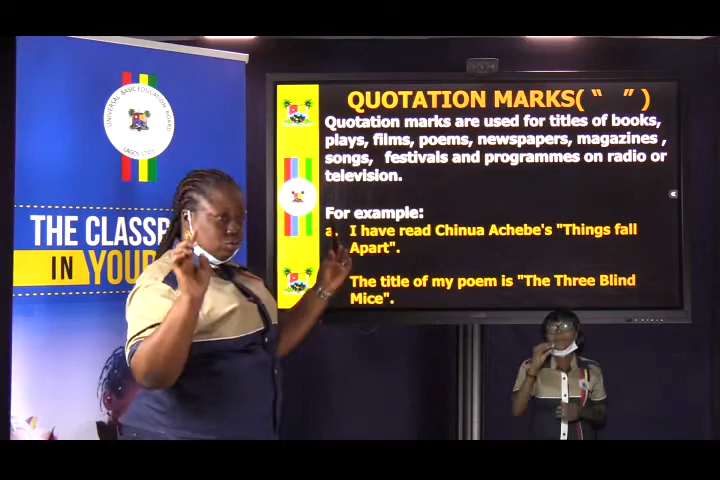 QUOTATION MARKS( “ ” )
Quotation marks are used for titles of books,
plays, films, poems, newspapers, magazines ,
songs, festivals and programmes on radio or
television.
For example:
a. I have read Chinua Achebe's "Things fall
Apart".
The title of my poem is "The Three Blind
Mice".
UNIVERSAL BASIC EDUCATION BOARD
LAGOS STATE
THE CLASSR
IN YOUR